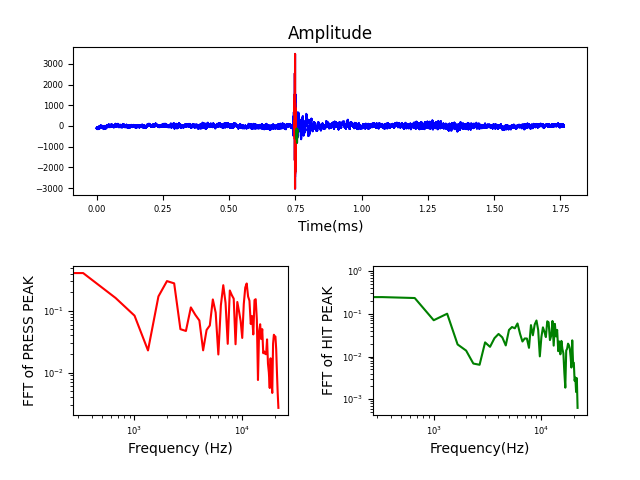 Amplitude
3000
2000
1000
0
−1000
−2000
−3000
0.00 0.25 0.50 0.75 1.00 1.25 1.50 1.75
Time(ms)
FFT of PRESS PEAK
10⁻¹
10⁻²
10³ 10⁴
Frequency (Hz)
FFT of HIT PEAK
10⁰
10⁻¹
10⁻²
10⁻³
10³ 10⁴
Frequency(Hz)